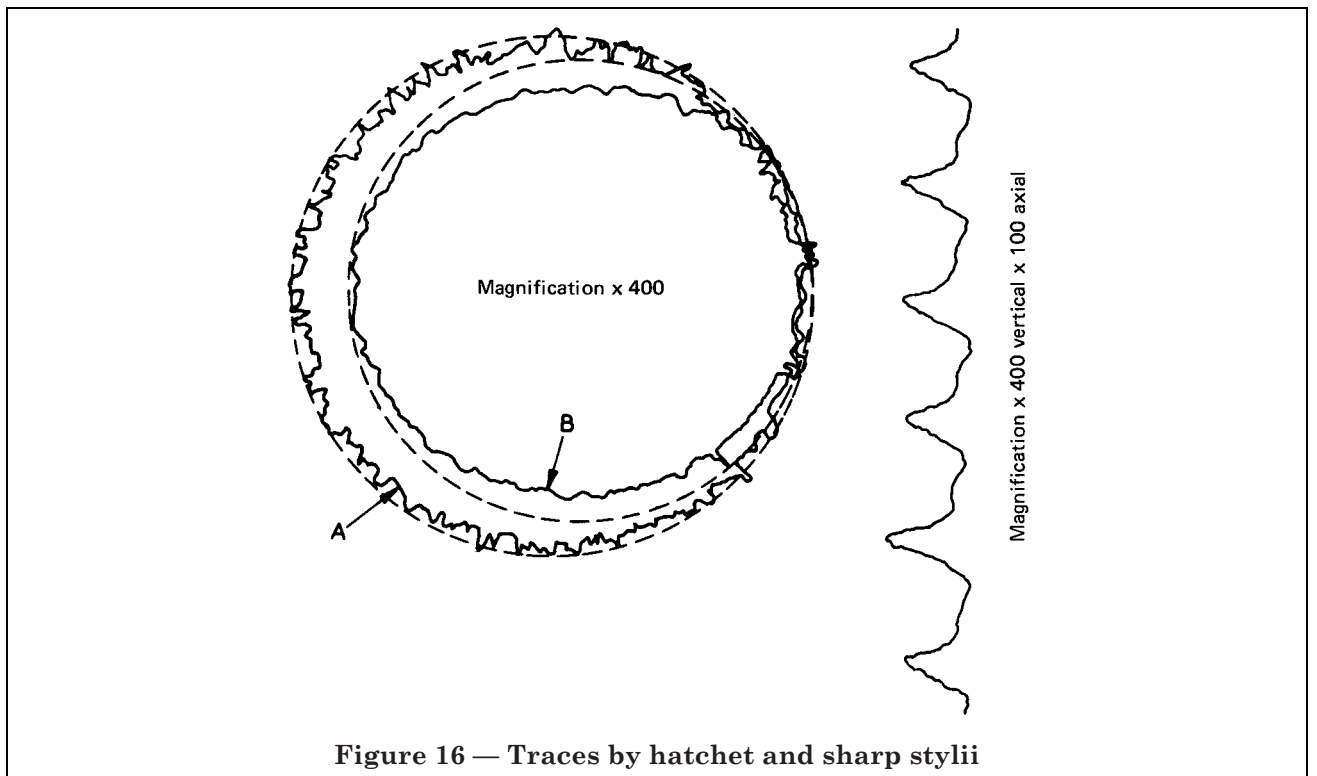 Magnification x 400
B
A
Magnification x 400 vertical x 100 axial
Figure 16 — Traces by hatchet and sharp stylii